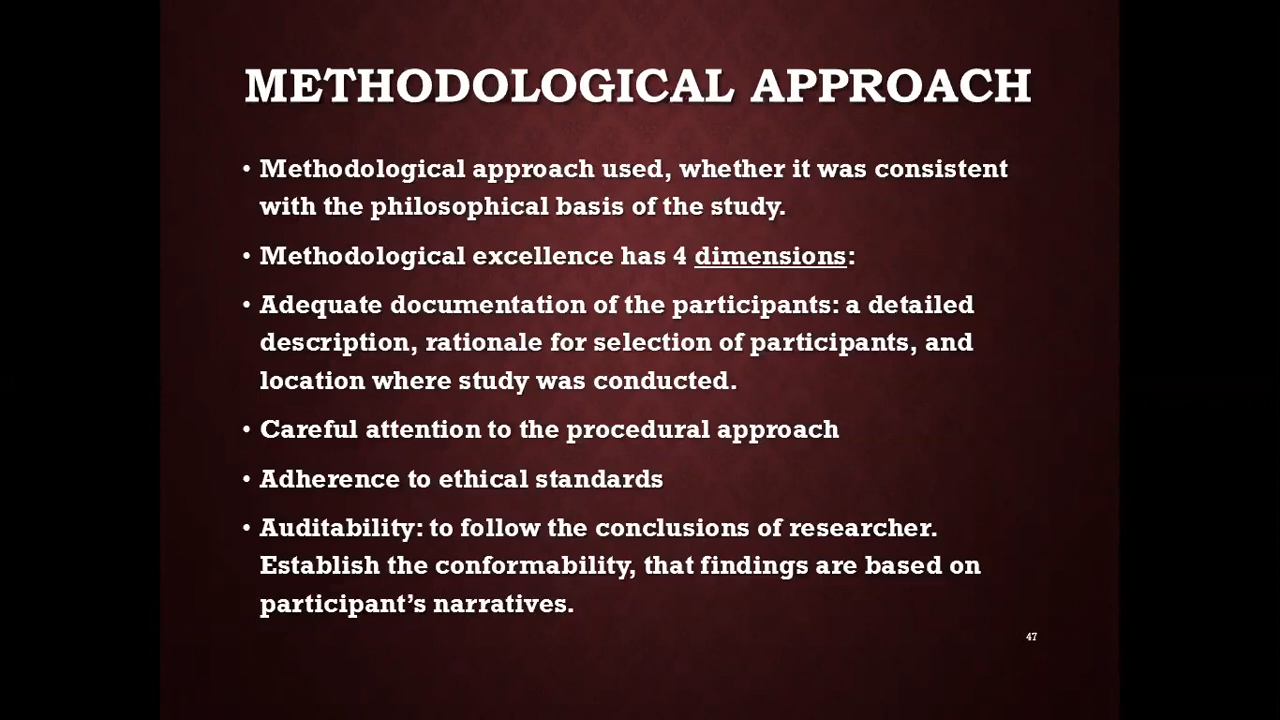 METHODOLOGICAL APPROACH
• Methodological approach used, whether it was consistent
with the philosophical basis of the study.
• Methodological excellence has 4 dimensions:
• Adequate documentation of the participants: a detailed
description, rationale for selection of participants, and
location where study was conducted.
• Careful attention to the procedural approach
• Adherence to ethical standards
• Auditability: to follow the conclusions of researcher.
Establish the conformability, that findings are based on
participant’s narratives.
47